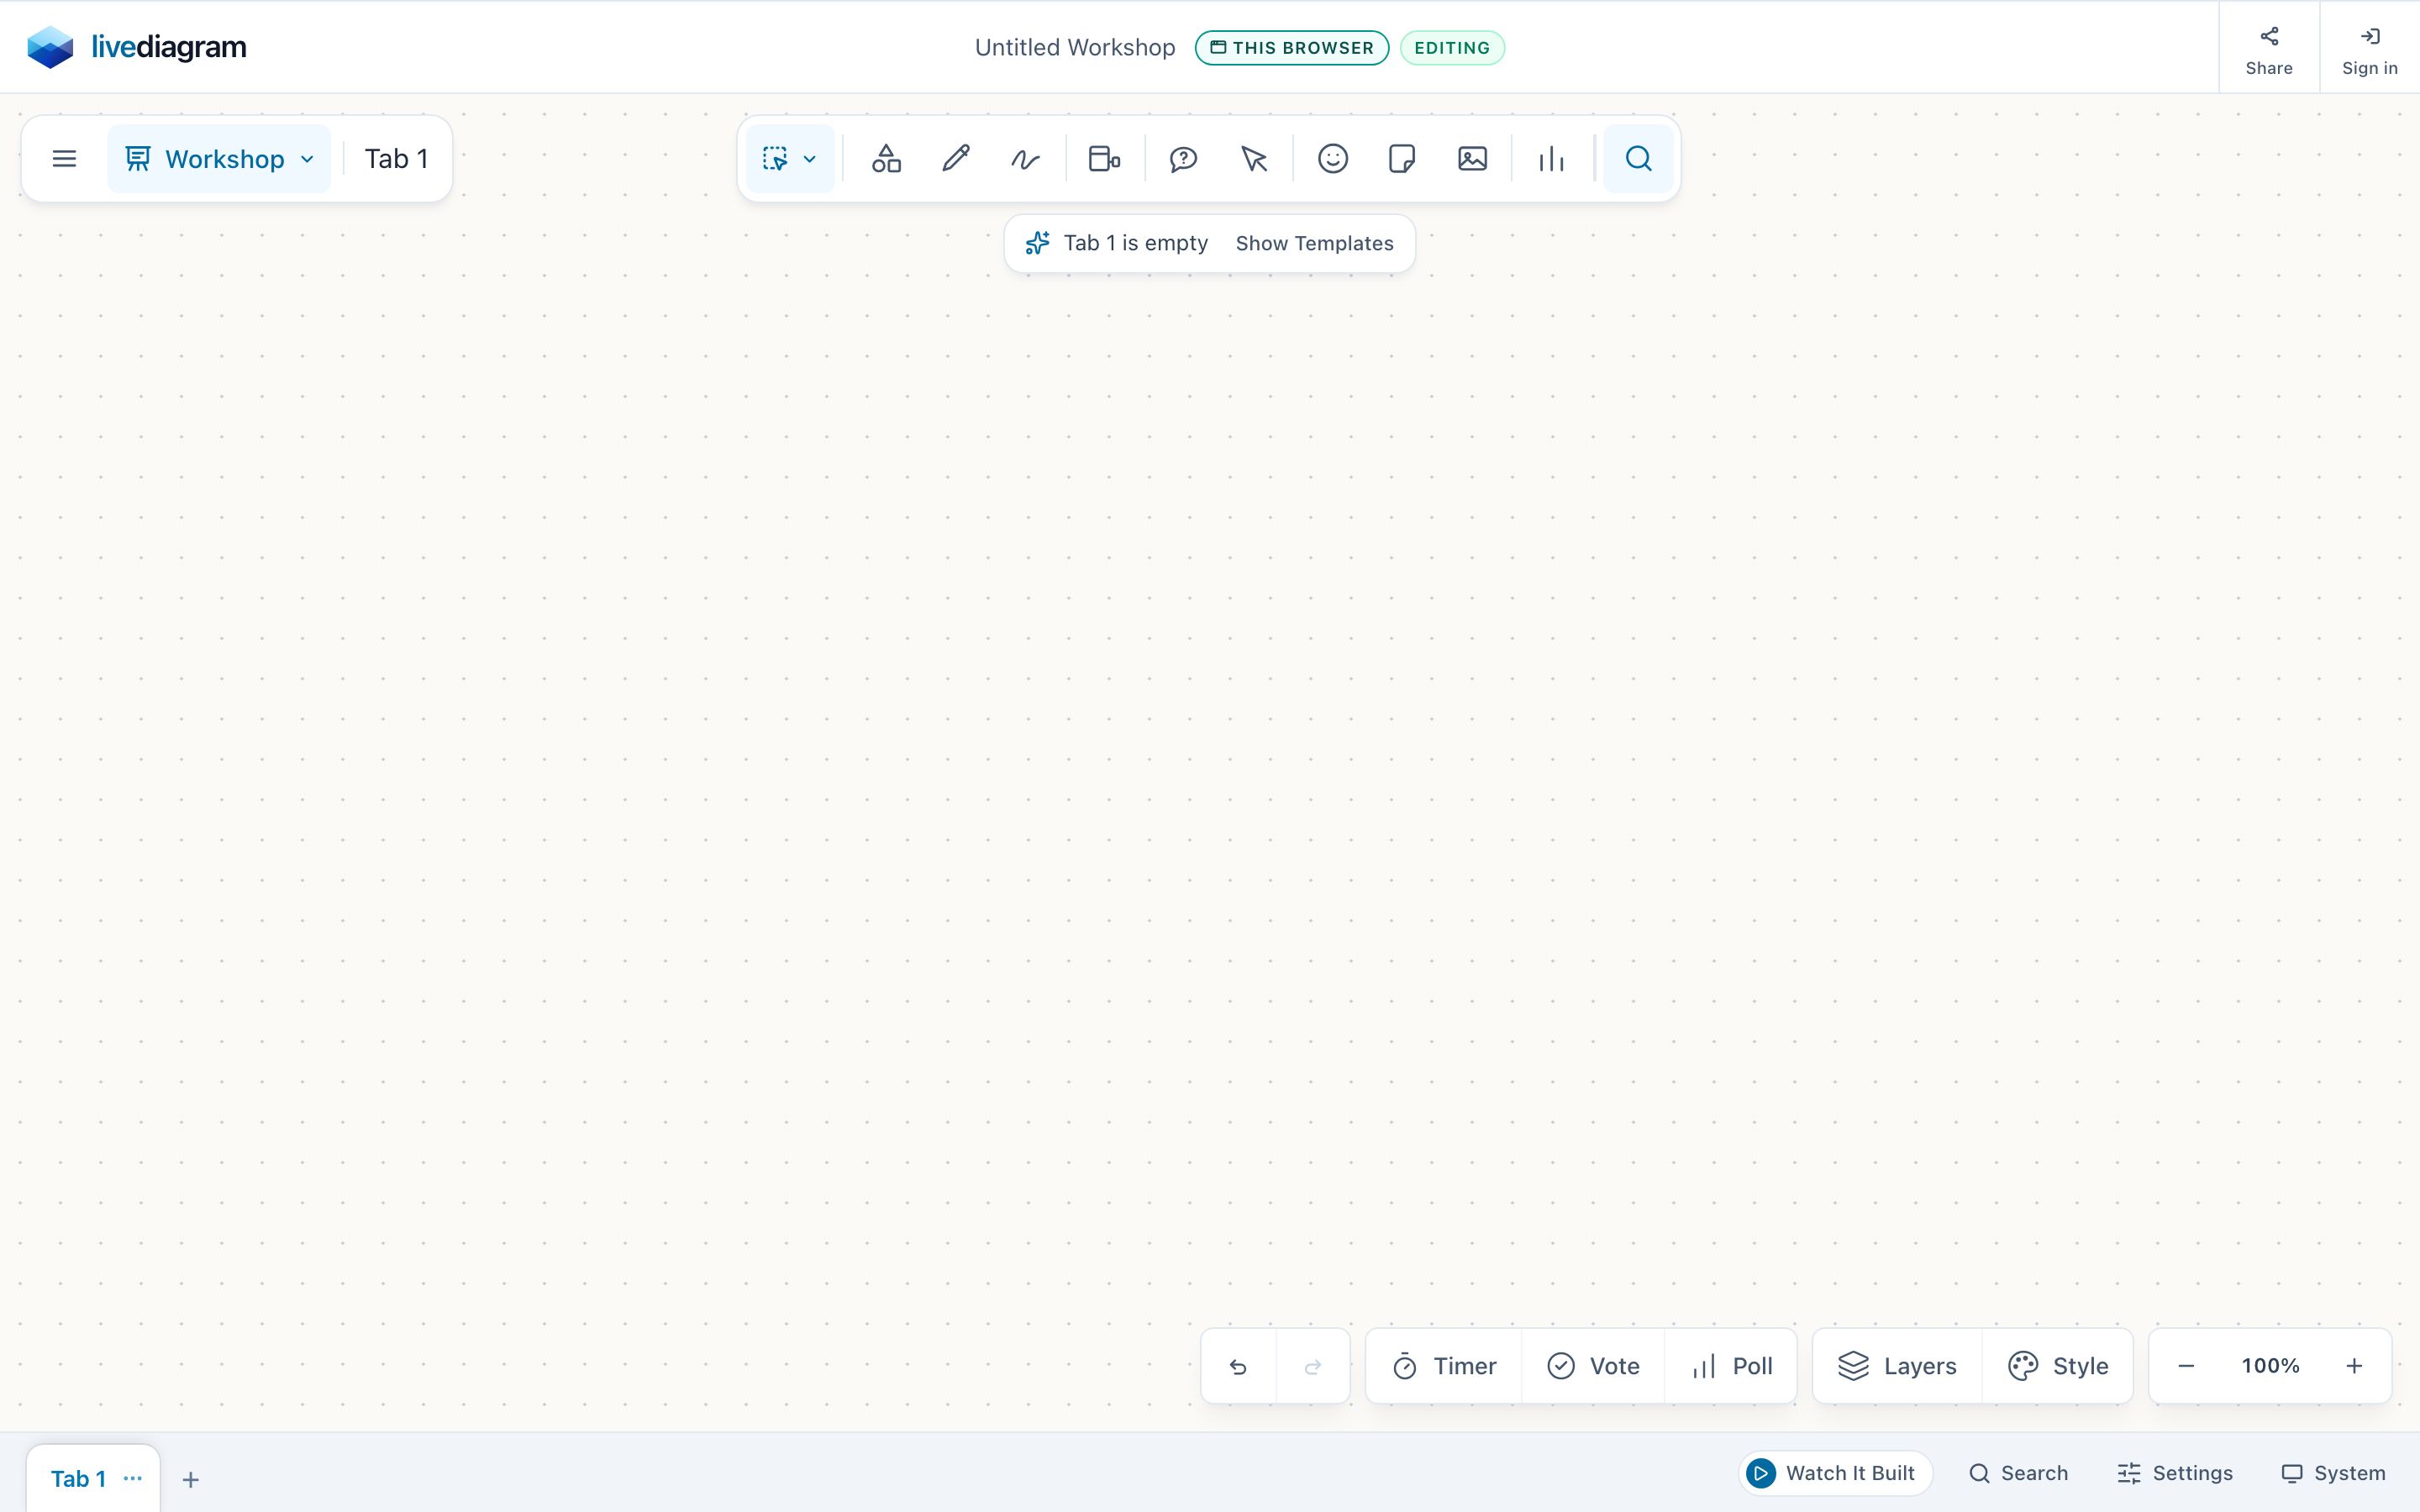 livediagram
Untitled Workshop
THIS BROWSER
EDITING
Share
Sign in
Workshop
Tab 1
Tab 1 is empty
Show Templates
Timer
Vote
Poll
Layers
Style
100%
Tab 1
Watch It Built
Search
Settings
System